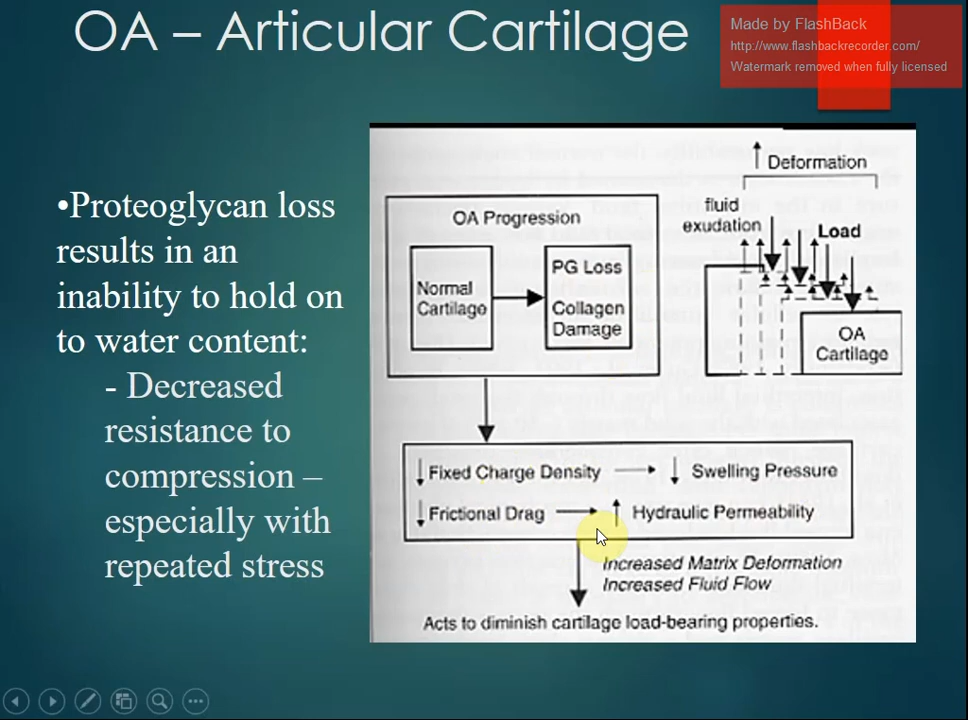 OA – Articular Cartilage
Made by FlashBack
http://www.flashbackrecorder.com/
Watermark removed when fully licensed
•Proteoglycan loss
results in an
inability to hold on
to water content:
- Decreased
resistance to
compression –
especially with
repeated stress
OA Progression
Normal
Cartilage
PG Loss
Collagen
Damage
↑ Deformation
fluid
exudation
Load
OA
Cartilage
↓ Fixed Charge Density → ↓ Swelling Pressure
↓ Frictional Drag → ↑ Hydraulic Permeability
Increased Matrix Deformation
Increased Fluid Flow
Acts to diminish cartilage load-bearing properties.